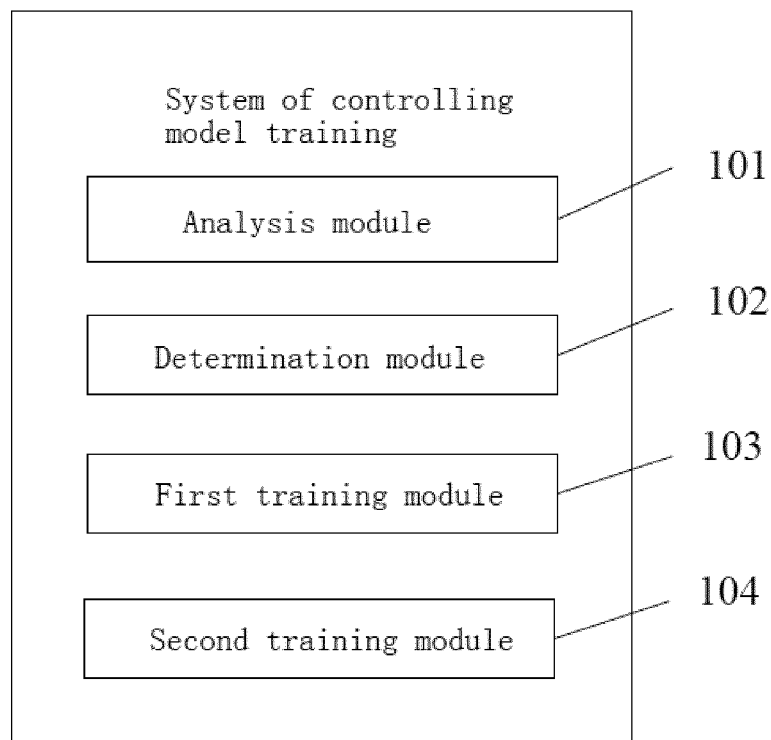 System of controlling
model training
Analysis module
101
Determination module
102
First training module
103
Second training module
104